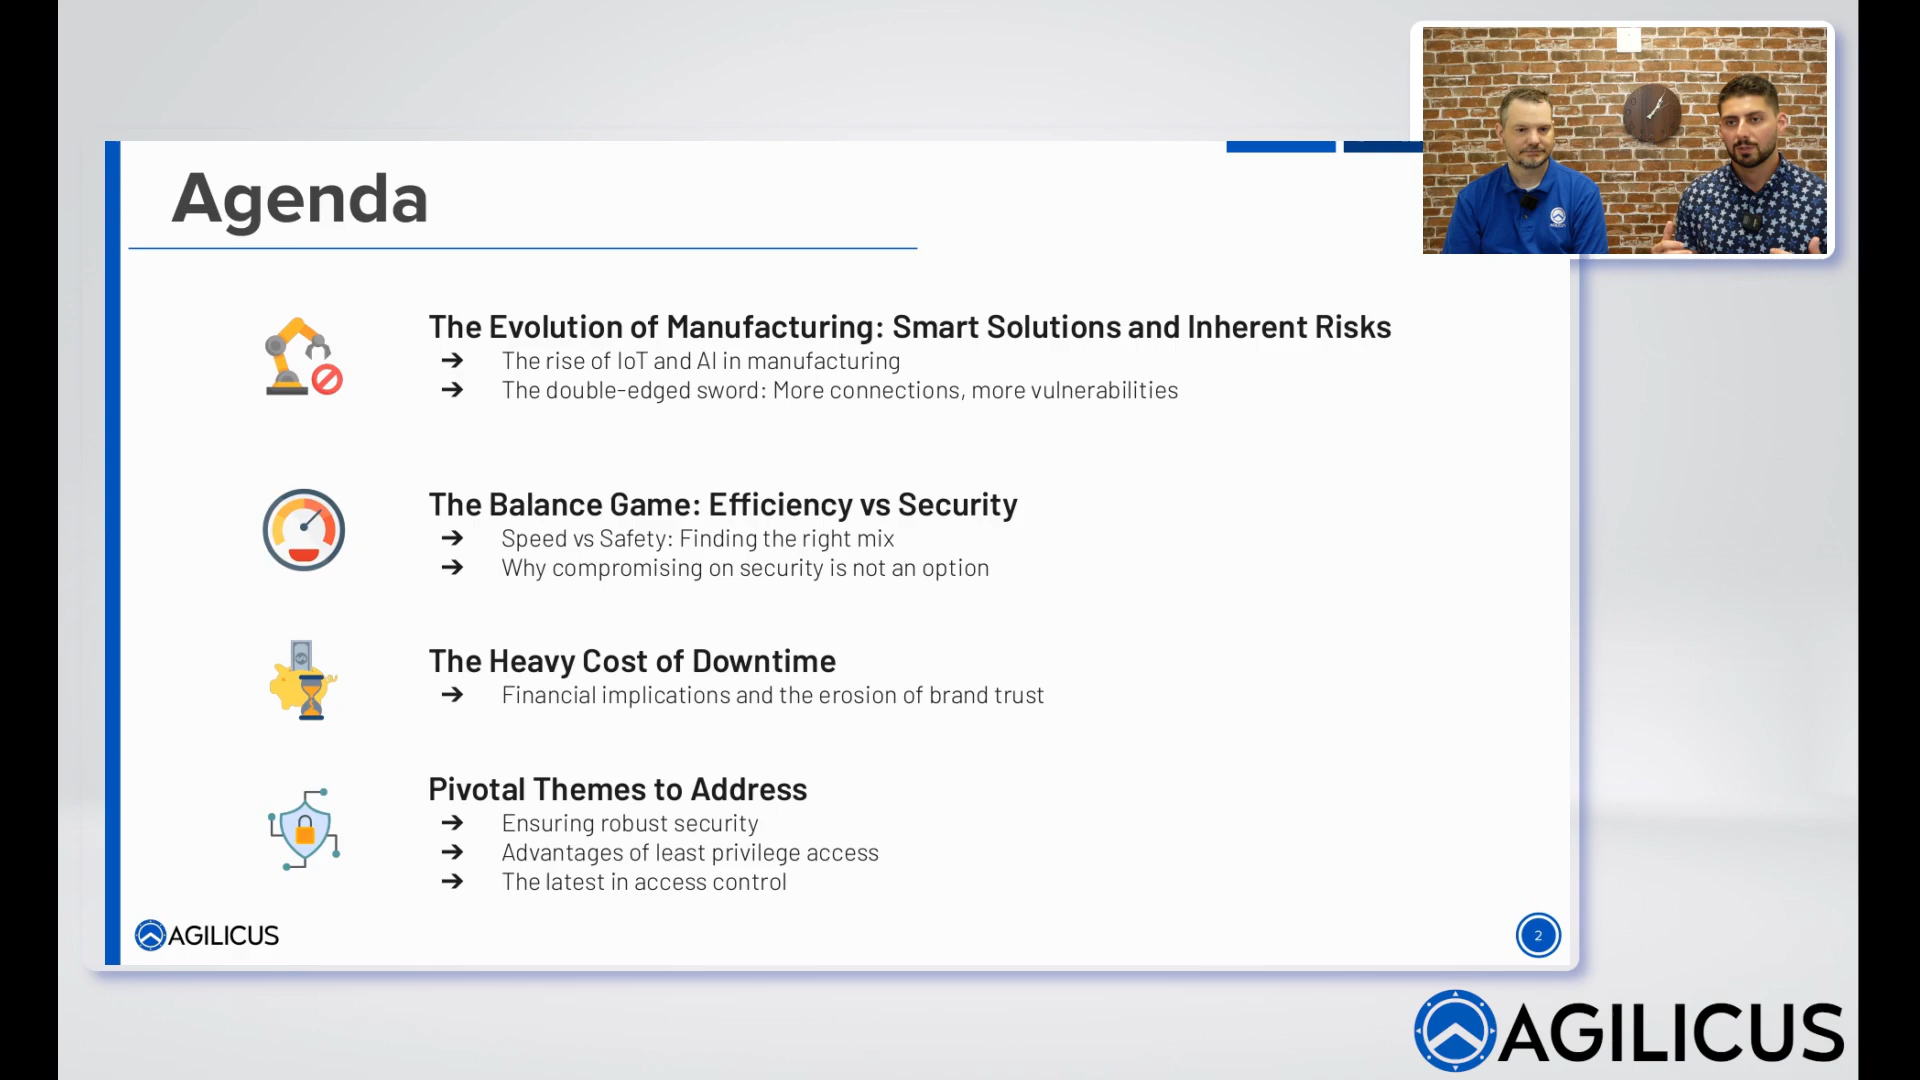 Agenda
The Evolution of Manufacturing: Smart Solutions and Inherent Risks
➔ The rise of IoT and AI in manufacturing
➔ The double-edged sword: More connections, more vulnerabilities
The Balance Game: Efficiency vs Security
➔ Speed vs Safety: Finding the right mix
➔ Why compromising on security is not an option
The Heavy Cost of Downtime
➔ Financial implications and the erosion of brand trust
Pivotal Themes to Address
➔ Ensuring robust security
➔ Advantages of least privilege access
➔ The latest in access control
AGILICUS
2
AGILICUS